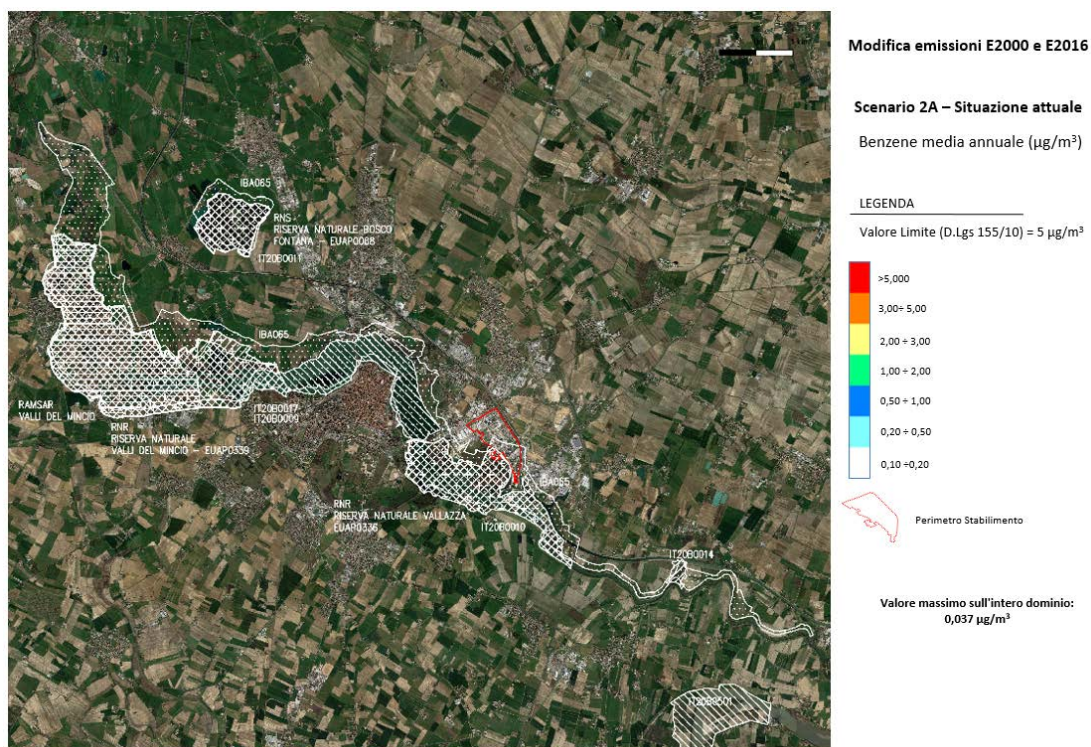 Modifica emissioni E2000 e E2016
Scenario 2A – Situazione attuale
Benzene media annuale (µg/m³)
LEGENDA
Valore Limite (D.Lgs 155/10) = 5 µg/m³
>5,000
3,00÷ 5,00
2,00 ÷ 3,00
1,00 ÷ 2,00
0,50 ÷ 1,00
0,20 ÷ 0,50
0,10 ÷0,20
Perimetro Stabilimento
Valore massimo sull'intero dominio:
0,037 µg/m³
IBA065
RNS
RISERVA NATURALE BOSCO
FONTANA – EUAP0068
IT20B0011
IBA065
RAMSAR
VALLI DEL MINCIO
RNR
RISERVA NATURALE
VALLI DEL MINCIO – EUAP0339
IT20B0017
IT20B0009
RNR
RISERVA NATURALE VALLAZZA
EUAP0336
IBA065
IT20B0010
IT20B0014
IT20B0501